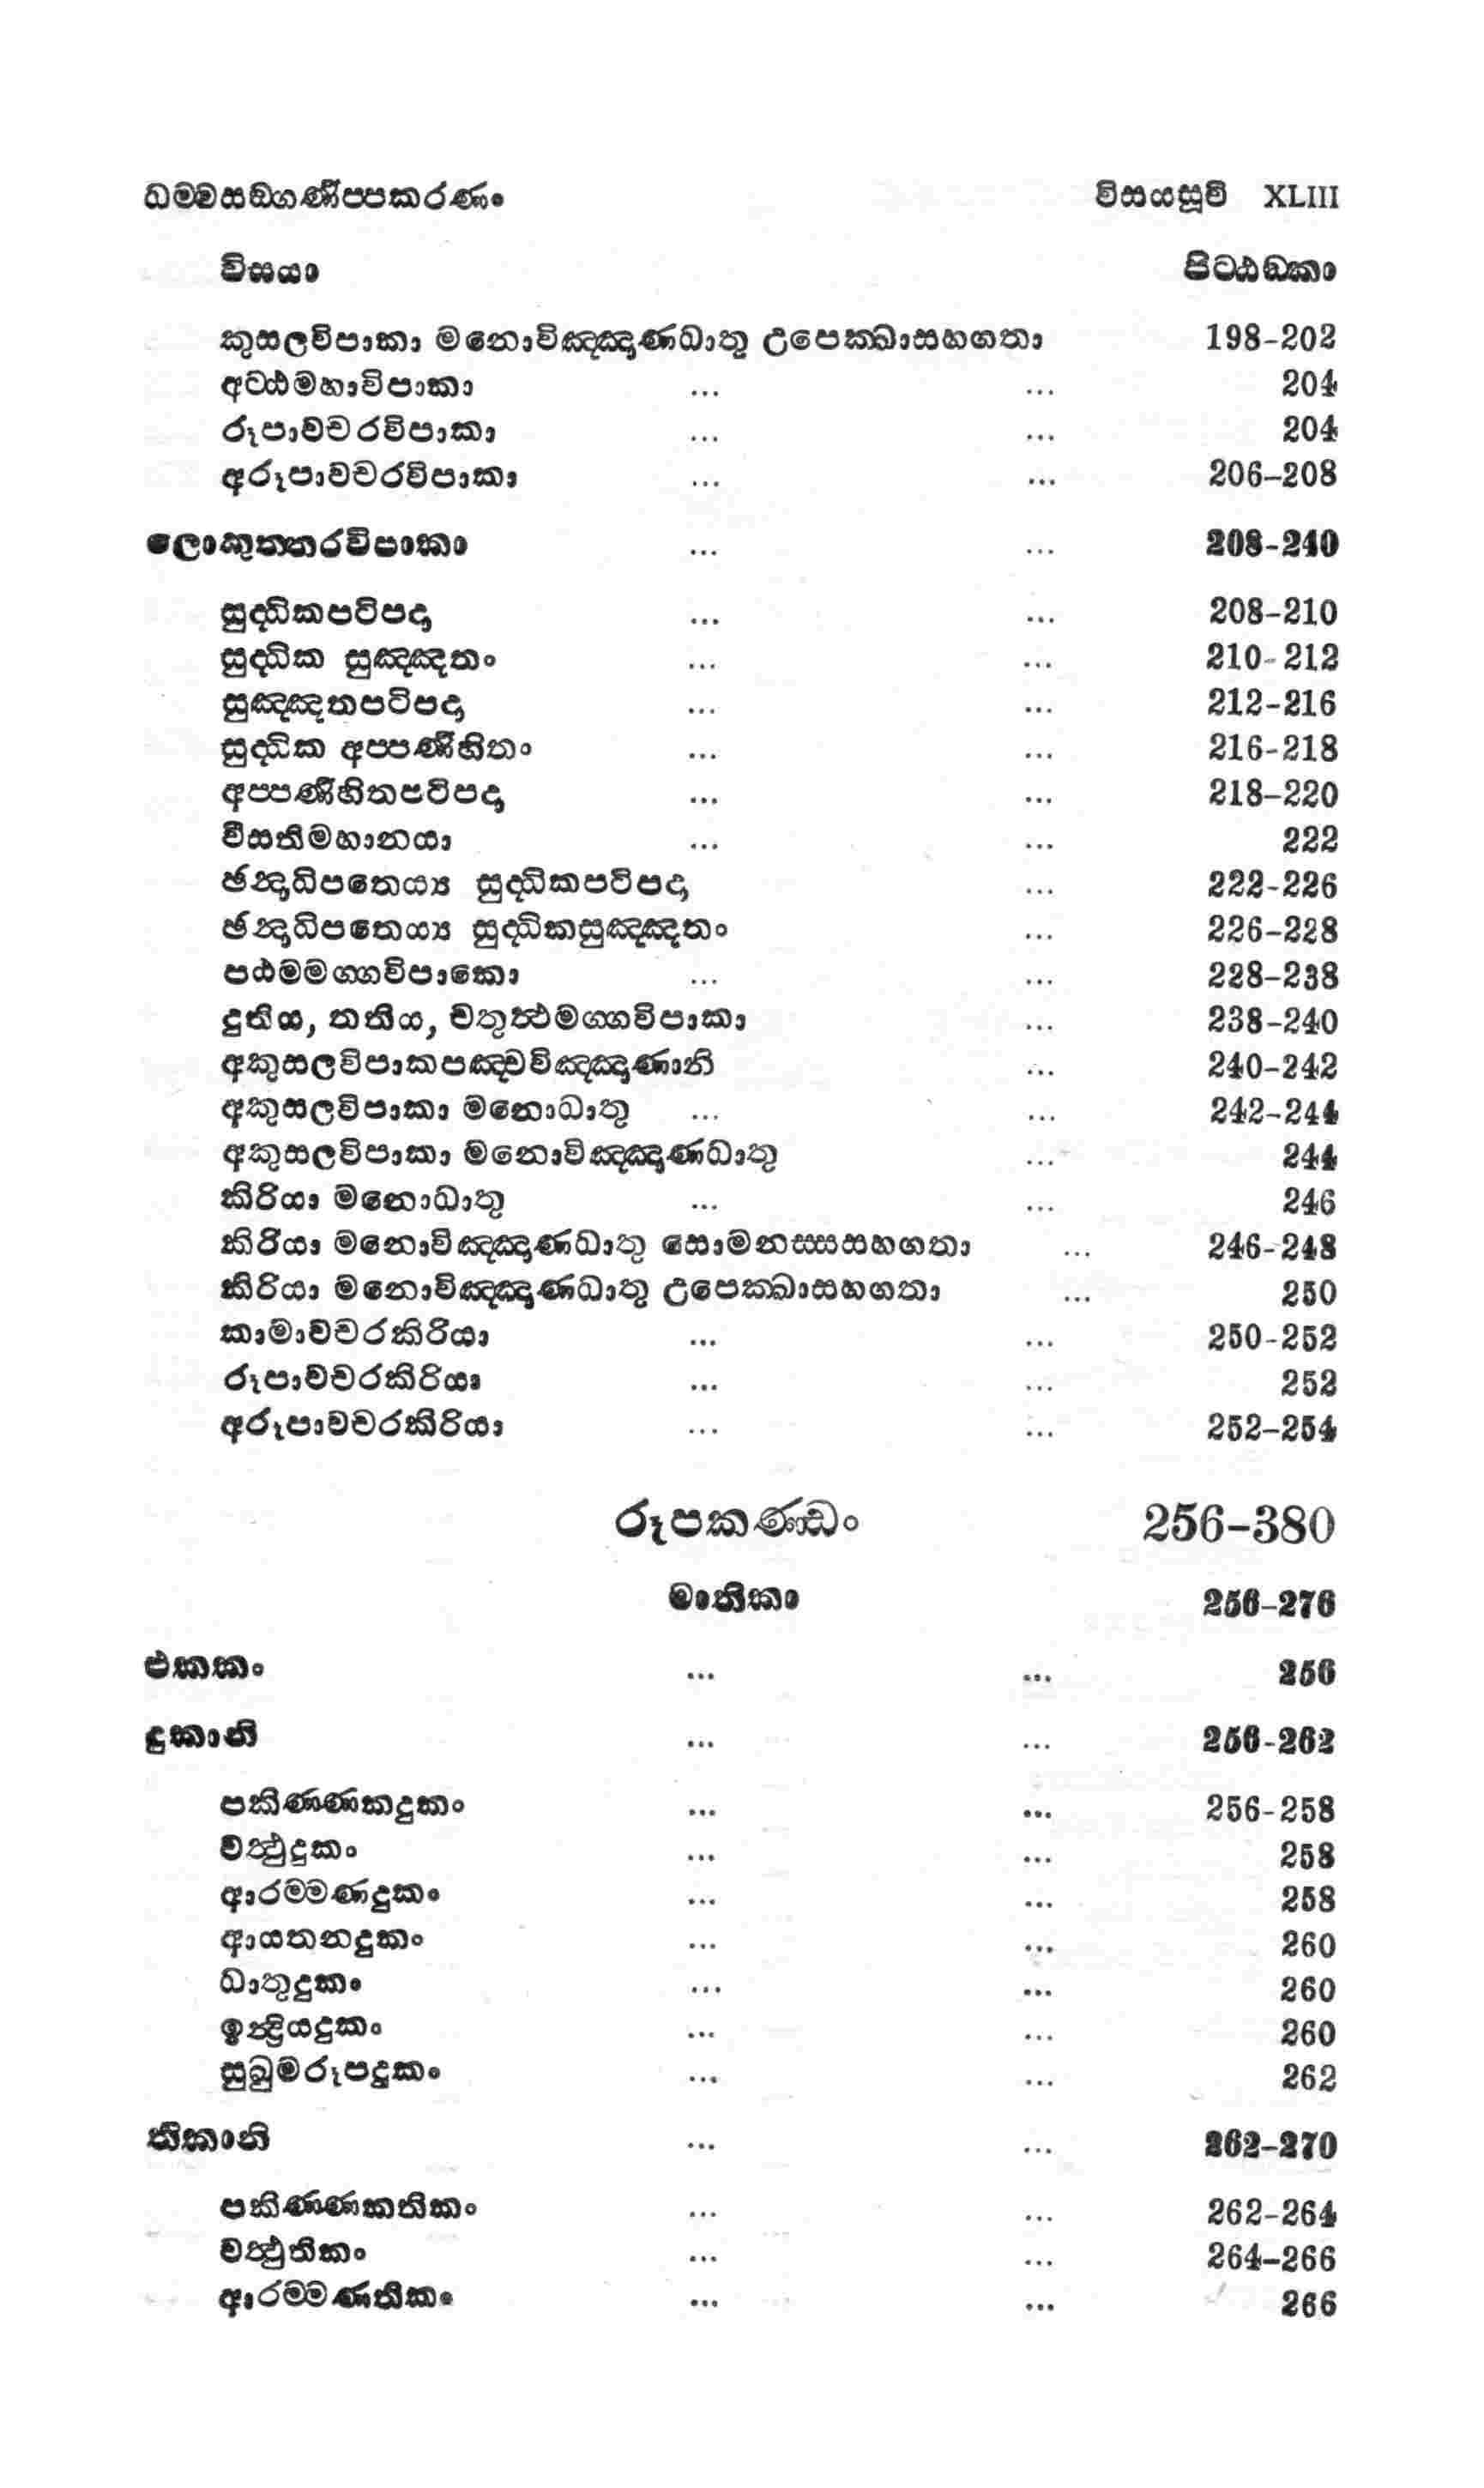 ධම්මසඞ්ගණිප්පකරණං විසයසූචි XLIII
විසයා පිට්ඨඞ්කා
කුසලවිපාකා මනොවිඤ්ඤාණධාතු උපෙක්ඛාසහගතා 198-202
අට්ඨමහාවිපාකා ... ... 204
රූපාවචරවිපාකා ... ... 204
අරූපාවචරවිපාකා ... ... 206-208
ලොකුත්තරවිපාකා ... ... 208-240
සුද්ධිකපටිපදා ... ... 208-210
සුද්ධික සුඤ්ඤතං ... ... 210-212
සුඤ්ඤතපටිපදා ... ... 212-216
සුද්ධික අප්පණිහිතං ... ... 216-218
අප්පණිහිතපටිපදා ... ... 218-220
වීසතිමහානයා ... ... 222
ඡන්දාධිපතෙය්‍ය සුද්ධිකපටිපදා ... 222-226
ඡන්දාධිපතෙය්‍ය සුද්ධිකසුඤ්ඤතං ... 226-228
පඨමමග්ගවිපාකො ... ... 228-238
දුතිය, තතිය, චතුත්ථමග්ගවිපාකා ... 238-240
අකුසලවිපාකපඤ්චවිඤ්ඤාණානි ... 240-242
අකුසලවිපාකා මනොධාතු ... ... 242-244
අකුසලවිපාකා මනොවිඤ්ඤාණධාතු ... 244
කිරියා මනොධාතු ... ... 246
කිරියා මනොවිඤ්ඤාණධාතු සොමනස්සසහගතා ... 246-248
කිරියා මනොවිඤ්ඤාණධාතු උපෙක්ඛාසහගතා ... 250
කාමාවචරකිරියා ... ... 250-252
රූපාවචරකිරියා ... ... 252
අරූපාවචරකිරියා ... ... 252-254
රූපකණ්ඩං 256-380
මාතිකා 256-276
එකකං ... ... 256
දුකානි ... ... 256-262
පකිණ්ණකදුකං ... ... 256-258
වත්ථුදුකං ... ... 258
ආරම්මණදුකං ... ... 258
ආයතනදුකං ... ... 260
ධාතුදුකං ... ... 260
ඉන්ද්‍රියදුකං ... ... 260
සුඛුමරූපදුකං ... ... 262
තිකානි ... ... 262-270
පකිණ්ණකතිකං ... ... 262-264
වත්ථුතිකං ... ... 264-266
ආරම්මණතිකං ... ... 266